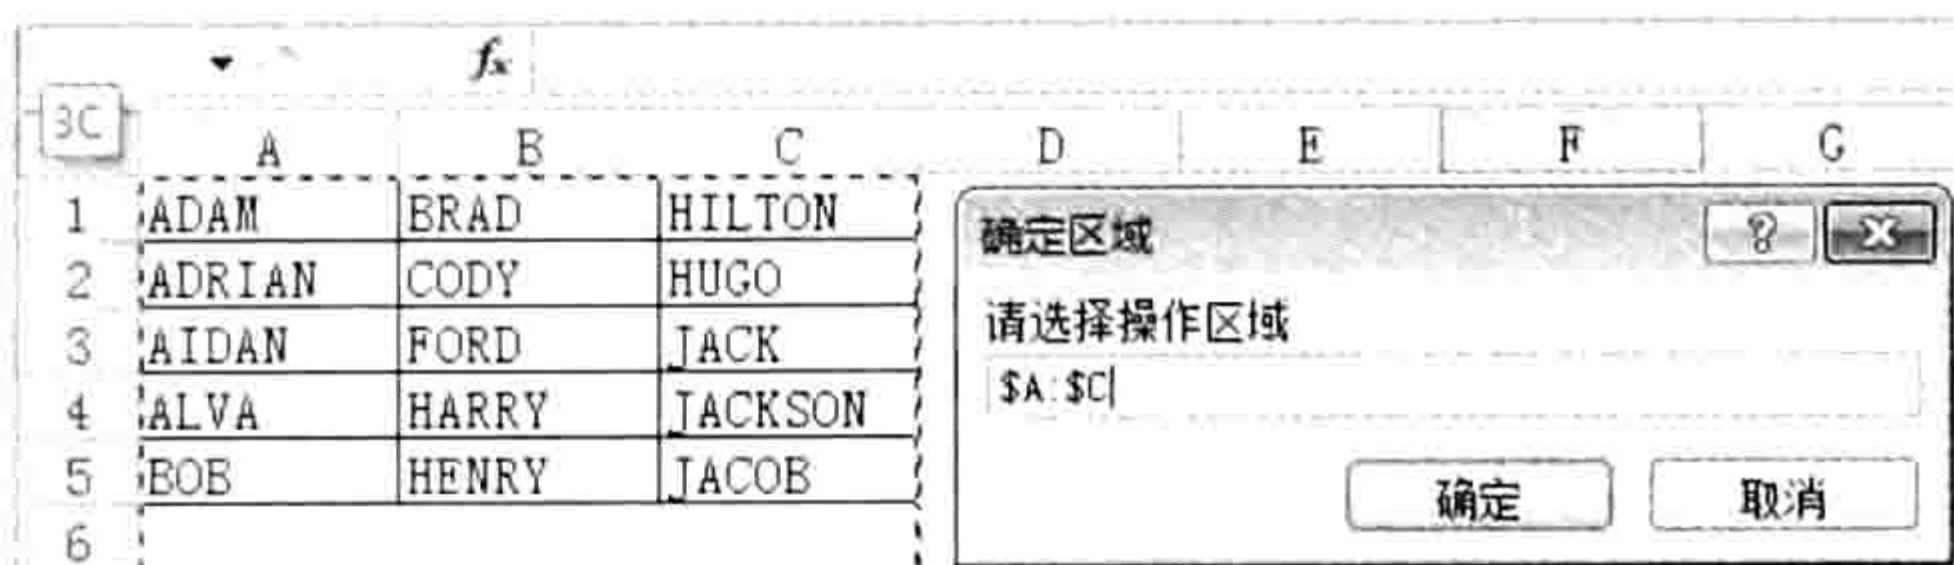 fx
3C
A B C D E F G
1 ADAM BRAD HILTON
2 ADRIAN CODY HUGO
3 AIDAN FORD JACK
4 ALVA HARRY JACKSON
5 BOB HENRY JACOB
6
确定区域
请选择操作区域
$A:$C
确定 取消